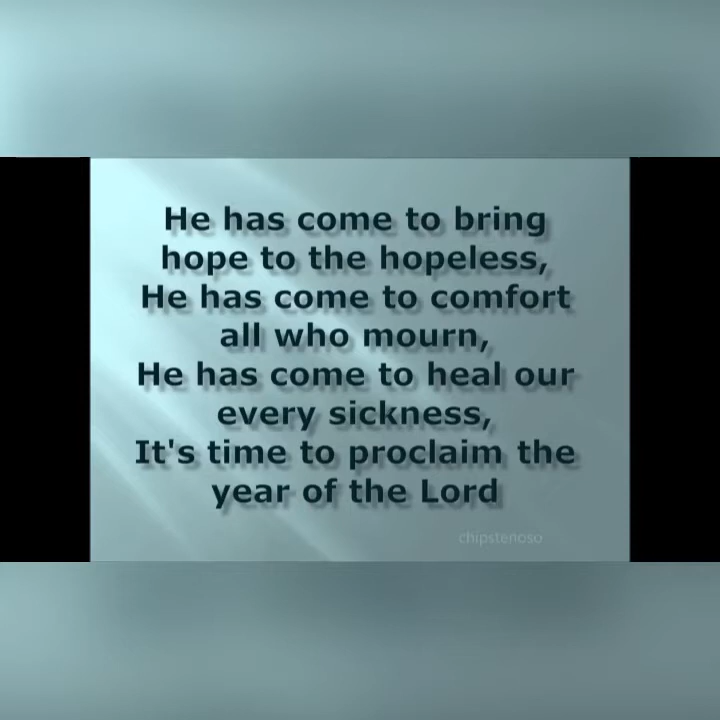 He has come to bring
hope to the hopeless,
He has come to comfort
all who mourn,
He has come to heal our
every sickness,
It's time to proclaim the
year of the Lord
chipstenoso